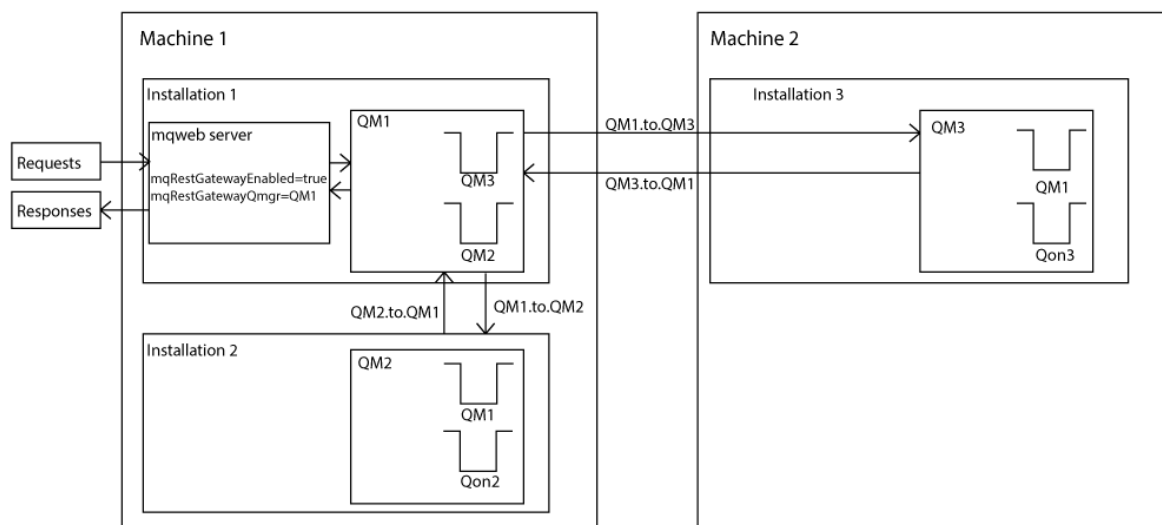 Machine 1
Machine 2
Installation 1
Installation 3
mqweb server
QM1
QM1.to.QM3
QM3
Requests
mqRestGatewayEnabled=true
mqRestGatewayQmgr=QM1
QM3
QM3.to.QM1
QM1
Responses
QM2
Qon3
QM2.to.QM1
QM1.to.QM2
Installation 2
QM2
QM1
Qon2